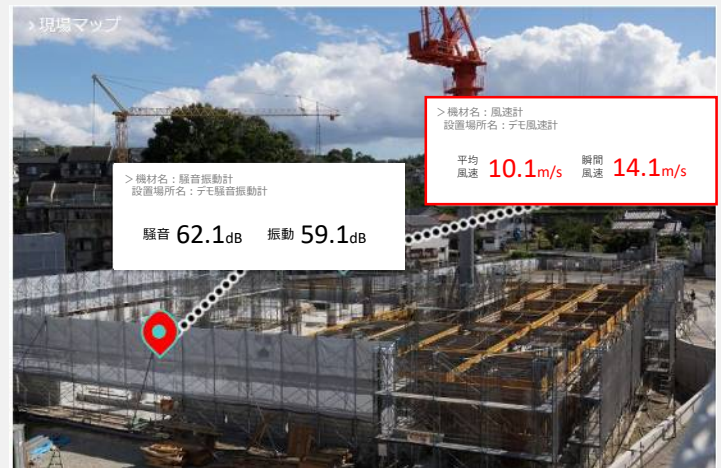 ›現場マップ
＞機材名：風速計
設置場所名：デモ風速計
平均風速 10.1m/s 瞬間風速 14.1m/s
＞機材名：騒音振動計
設置場所名：デモ騒音振動計
騒音 62.1dB 振動 59.1dB